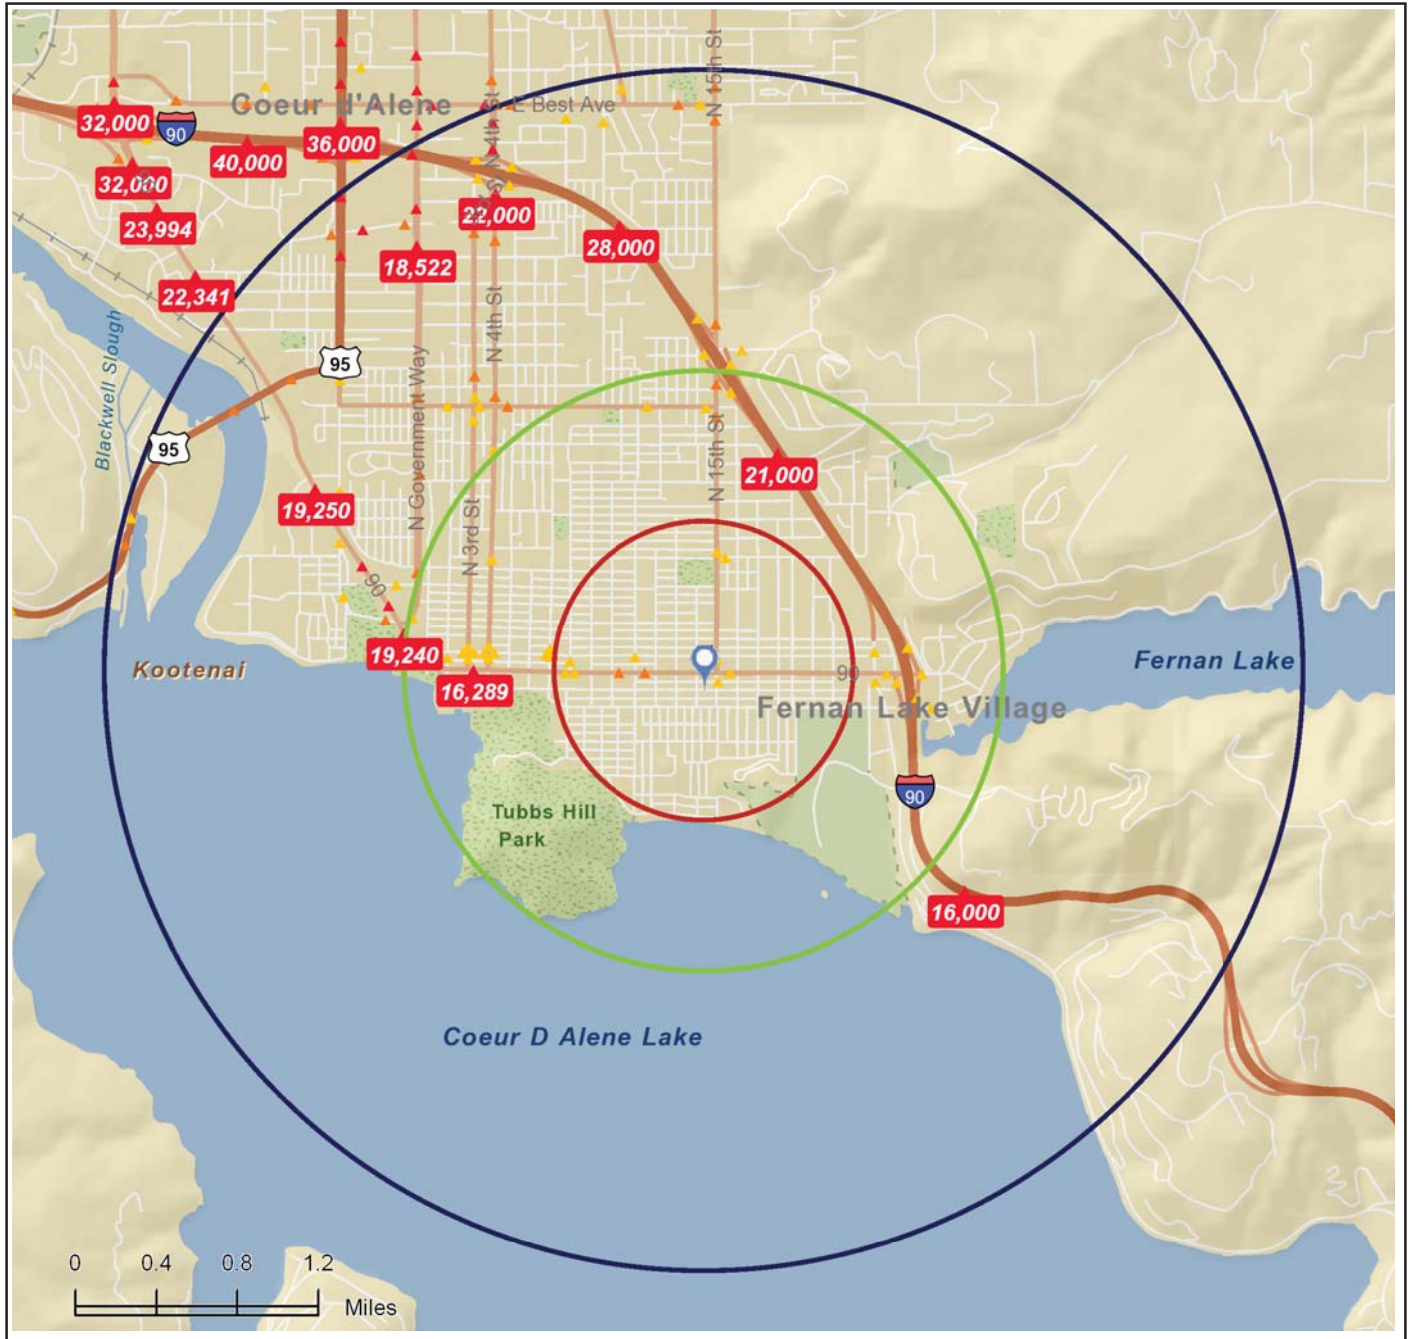 N 15th St
Coeur d'Alene
E Best Ave
N 4th St
32,000
90
40,000
36,000
32,000
22,000
23,994
28,000
18,522
22,341
N 4th St
Blackwell Slough
95
N Government Way
95
N 15th St
21,000
19,250
N 3rd St
90
19,240
16,289
Kootenai
90
Fernan Lake
Fernan Lake Village
90
Tubbs Hill
Park
16,000
Coeur D Alene Lake
0 0.4 0.8 1.2
Miles